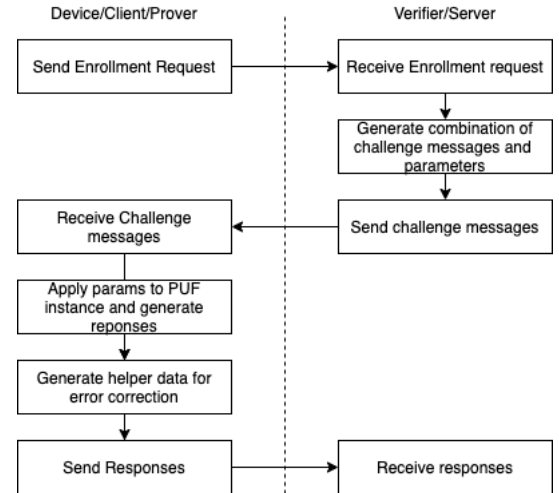 Device/Client/Prover
Verifier/Server
Send Enrollment Request
Receive Enrollment request
Generate combination of
challenge messages and
parameters
Receive Challenge
messages
Send challenge messages
Apply params to PUF
instance and generate
reponses
Generate helper data for
error correction
Send Responses
Receive responses